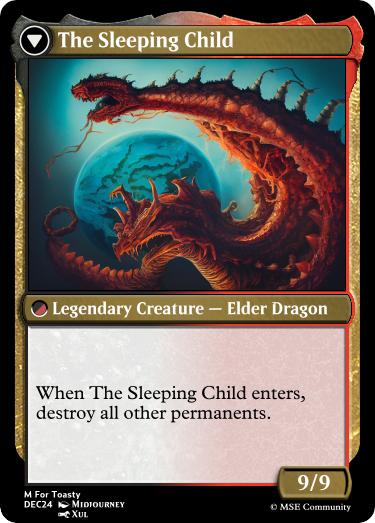 The Sleeping Child
Legendary Creature — Elder Dragon
When The Sleeping Child enters,
destroy all other permanents.
9/9
M For Toasty
DEC24 Midjourney
Xul
© MSE Community